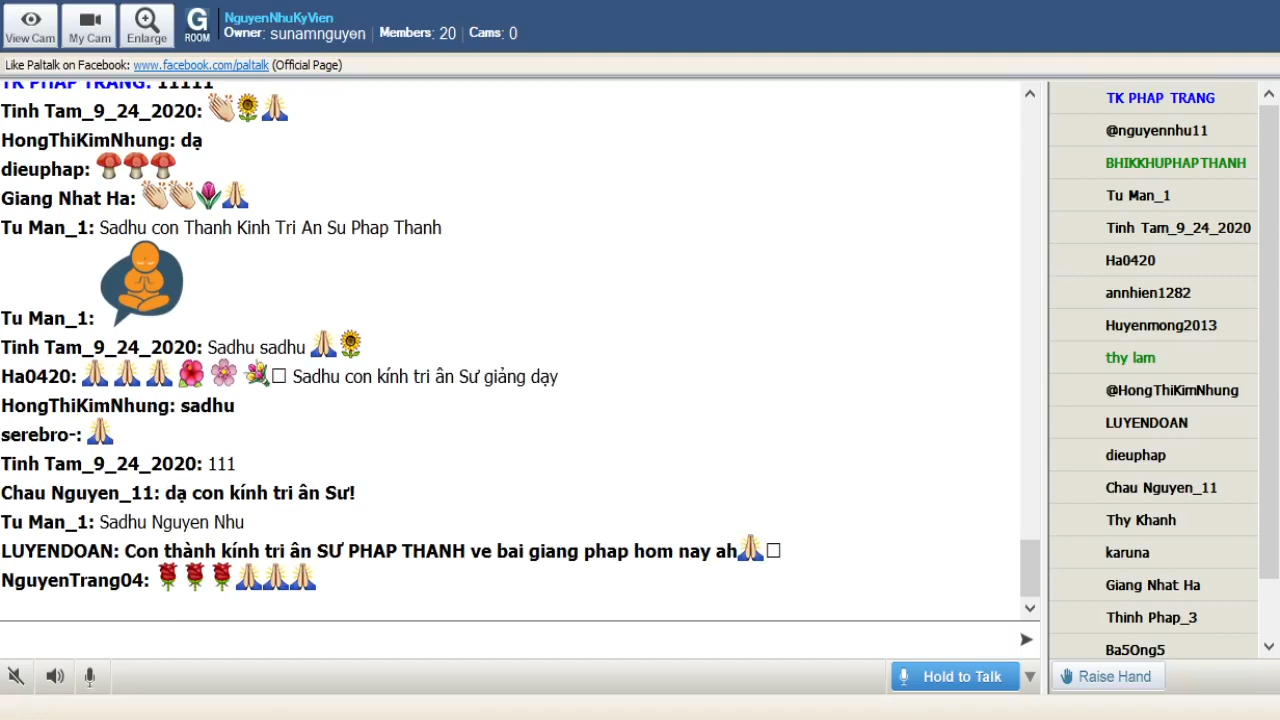 View Cam
My Cam
Enlarge
G
ROOM
NguyenNhuKyVien
Owner: sunamnguyen | Members: 20 | Cams: 0
Like Paltalk on Facebook: www.facebook.com/paltalk (Official Page)
TK PHAP TRANG: 11111
Tinh Tam_9_24_2020: 👏🌻🙏
HongThiKimNhung: dạ
dieuphap: 🍄🍄🍄
Giang Nhat Ha: 👏👏🌷🙏
Tu Man_1: Sadhu con Thanh Kinh Tri An Su Phap Thanh
Tu Man_1:
Tinh Tam_9_24_2020: Sadhu sadhu 🙏🌻
Ha0420: 🙏🙏🙏🌺🌸💐□ Sadhu con kính tri ân Sư giảng dạy
HongThiKimNhung: sadhu
serebro-: 🙏
Tinh Tam_9_24_2020: 111
Chau Nguyen_11: dạ con kính tri ân Sư!
Tu Man_1: Sadhu Nguyen Nhu
LUYENDOAN: Con thành kính tri ân SƯ PHAP THANH ve bai giang phap hom nay ah🙏□
NguyenTrang04: 🌹🌹🌹🙏🙏🙏
Hold to Talk
TK PHAP TRANG
@nguyennhu11
BHIKKHUPHAPTHANH
Tu Man_1
Tinh Tam_9_24_2020
Ha0420
annhien1282
Huyenmong2013
thy lam
@HongThiKimNhung
LUYENDOAN
dieuphap
Chau Nguyen_11
Thy Khanh
karuna
Giang Nhat Ha
Thinh Phap_3
Ba5Ong5
Raise Hand